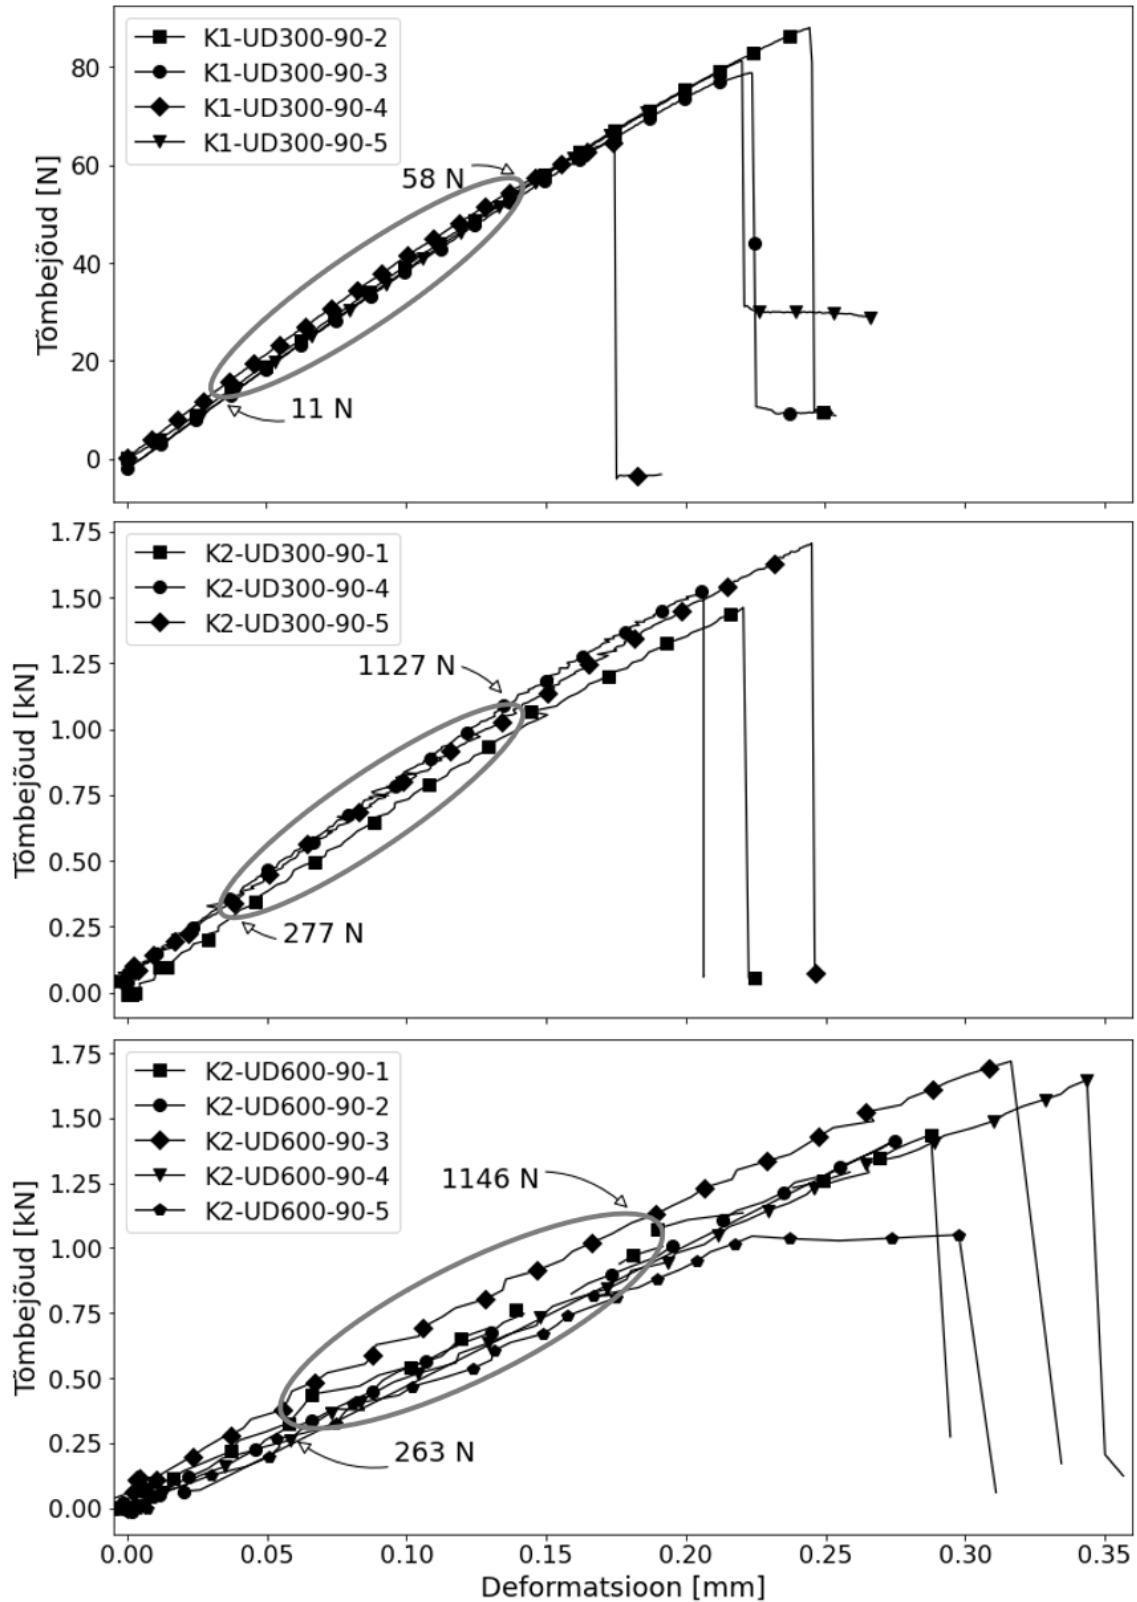 K1-UD300-90-2
K1-UD300-90-3
K1-UD300-90-4
K1-UD300-90-5
80
60
40
20
0
Tõmbejõud [N]
58 N
11 N
K2-UD300-90-1
K2-UD300-90-4
K2-UD300-90-5
1.75
1.50
1.25
1.00
0.75
0.50
0.25
0.00
Tõmbejõud [kN]
1127 N
277 N
K2-UD600-90-1
K2-UD600-90-2
K2-UD600-90-3
K2-UD600-90-4
K2-UD600-90-5
1.75
1.50
1.25
1.00
0.75
0.50
0.25
0.00
Tõmbejõud [kN]
1146 N
263 N
0.00 0.05 0.10 0.15 0.20 0.25 0.30 0.35
Deformatsioon [mm]